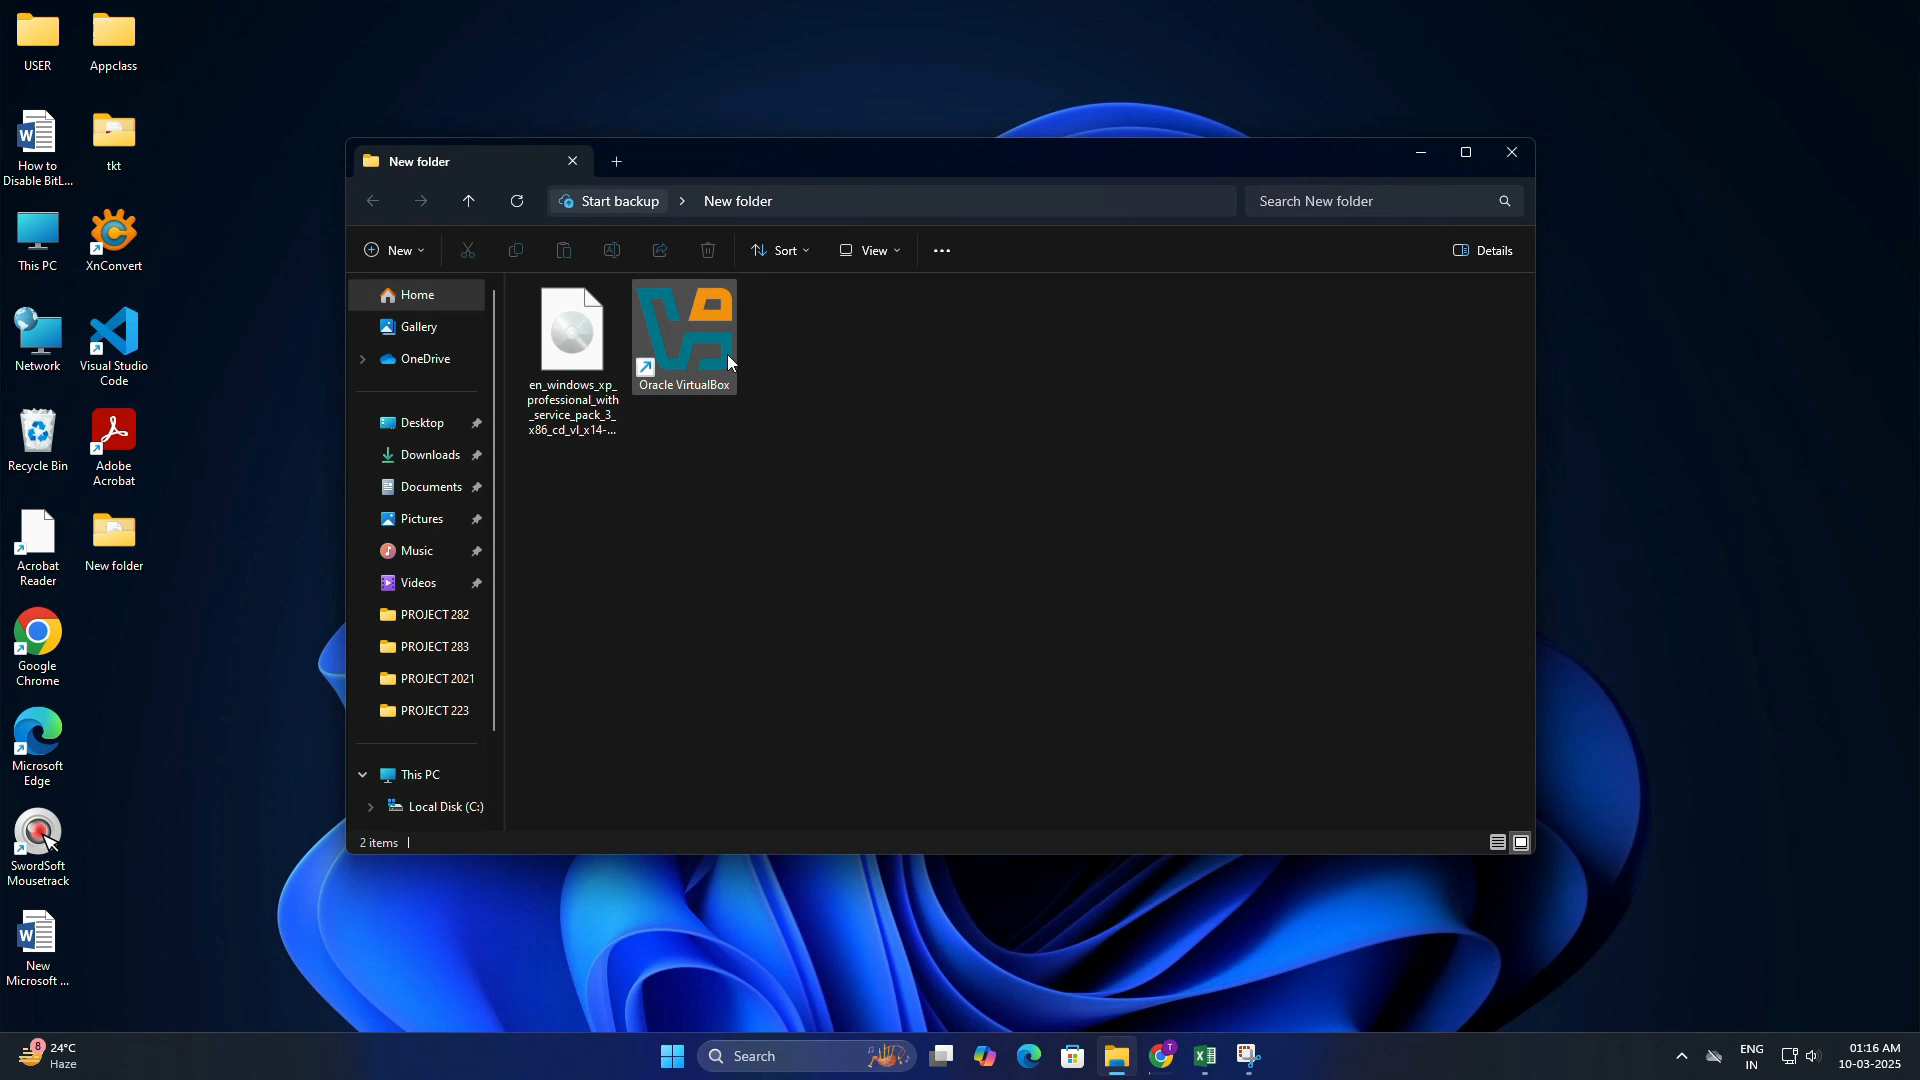 USER
Appclass
How to
Disable BitL...
tkt
This PC
XnConvert
Network
Visual Studio
Code
Recycle Bin
Adobe
Acrobat
Acrobat
Reader
New folder
Google
Chrome
Microsoft
Edge
SwordSoft
Mousetrack
New
Microsoft ...
New folder
Start backup
New folder
Search New folder
New
Sort
View
Details
Home
Gallery
OneDrive
Desktop
Downloads
Documents
Pictures
Music
Videos
PROJECT 282
PROJECT 283
PROJECT 2021
PROJECT 223
This PC
Local Disk (C:)
en_windows_xp_
professional_with
_service_pack_3_
x86_cd_vl_x14-...
Oracle VirtualBox
2 items
8
24°C
Haze
Search
T
ENG
IN
01:16 AM
10-03-2025